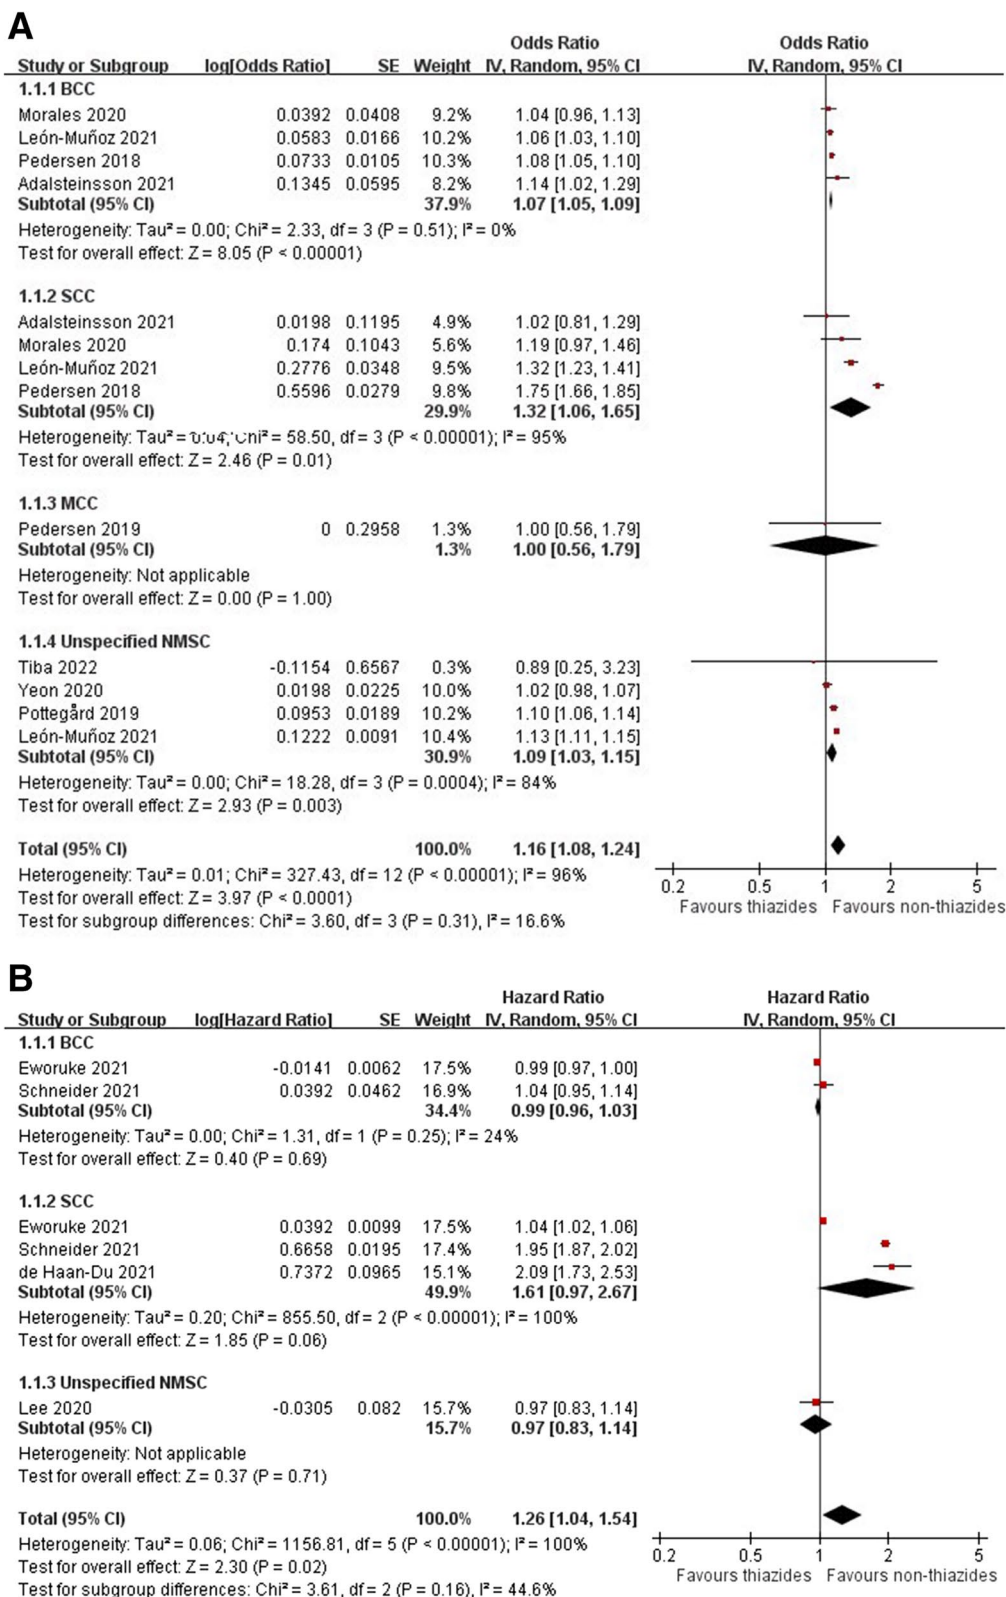 A
Odds Ratio Odds Ratio
Study or Subgroup log[Odds Ratio] SE Weight IV, Random, 95% CI IV, Random, 95% CI
1.1.1 BCC
Morales 2020 0.0392 0.0408 9.2% 1.04 [0.96, 1.13]
León-Muñoz 2021 0.0583 0.0166 10.2% 1.06 [1.03, 1.10]
Pedersen 2018 0.0733 0.0105 10.3% 1.08 [1.05, 1.10]
Adalsteinsson 2021 0.1345 0.0595 8.2% 1.14 [1.02, 1.29]
Subtotal (95% CI) 37.9% 1.07 [1.05, 1.09]
Heterogeneity: Tau² = 0.00; Chi² = 2.33, df = 3 (P = 0.51); I² = 0%
Test for overall effect: Z = 8.05 (P < 0.00001)
1.1.2 SCC
Adalsteinsson 2021 0.0198 0.1195 4.9% 1.02 [0.81, 1.29]
Morales 2020 0.174 0.1043 5.6% 1.19 [0.97, 1.46]
León-Muñoz 2021 0.2776 0.0348 9.5% 1.32 [1.23, 1.41]
Pedersen 2018 0.5596 0.0279 9.8% 1.75 [1.66, 1.85]
Subtotal (95% CI) 29.9% 1.32 [1.06, 1.65]
Heterogeneity: Tau² = 0.04; Chi² = 58.50, df = 3 (P < 0.00001); I² = 95%
Test for overall effect: Z = 2.46 (P = 0.01)
1.1.3 MCC
Pedersen 2019 0 0.2958 1.3% 1.00 [0.56, 1.79]
Subtotal (95% CI) 1.3% 1.00 [0.56, 1.79]
Heterogeneity: Not applicable
Test for overall effect: Z = 0.00 (P = 1.00)
1.1.4 Unspecified NMSC
Tiba 2022 -0.1154 0.6567 0.3% 0.89 [0.25, 3.23]
Yeon 2020 0.0198 0.0225 10.0% 1.02 [0.98, 1.07]
Pottegård 2019 0.0953 0.0189 10.2% 1.10 [1.06, 1.14]
León-Muñoz 2021 0.1222 0.0091 10.4% 1.13 [1.11, 1.15]
Subtotal (95% CI) 30.9% 1.09 [1.03, 1.15]
Heterogeneity: Tau² = 0.00; Chi² = 18.28, df = 3 (P = 0.0004); I² = 84%
Test for overall effect: Z = 2.93 (P = 0.003)
Total (95% CI) 100.0% 1.16 [1.08, 1.24]
Heterogeneity: Tau² = 0.01; Chi² = 327.43, df = 12 (P < 0.00001); I² = 96%
Test for overall effect: Z = 3.97 (P < 0.0001)
Test for subgroup differences: Chi² = 3.60, df = 3 (P = 0.31), I² = 16.6%
0.2 0.5 1 2 5
Favours thiazides Favours non-thiazides
B
Hazard Ratio Hazard Ratio
Study or Subgroup log[Hazard Ratio] SE Weight IV, Random, 95% CI IV, Random, 95% CI
1.1.1 BCC
Eworuke 2021 -0.0141 0.0062 17.5% 0.99 [0.97, 1.00]
Schneider 2021 0.0392 0.0462 16.9% 1.04 [0.95, 1.14]
Subtotal (95% CI) 34.4% 0.99 [0.96, 1.03]
Heterogeneity: Tau² = 0.00; Chi² = 1.31, df = 1 (P = 0.25); I² = 24%
Test for overall effect: Z = 0.40 (P = 0.69)
1.1.2 SCC
Eworuke 2021 0.0392 0.0099 17.5% 1.04 [1.02, 1.06]
Schneider 2021 0.6658 0.0195 17.4% 1.95 [1.87, 2.02]
de Haan-Du 2021 0.7372 0.0965 15.1% 2.09 [1.73, 2.53]
Subtotal (95% CI) 49.9% 1.61 [0.97, 2.67]
Heterogeneity: Tau² = 0.20; Chi² = 855.50, df = 2 (P < 0.00001); I² = 100%
Test for overall effect: Z = 1.85 (P = 0.06)
1.1.3 Unspecified NMSC
Lee 2020 -0.0305 0.082 15.7% 0.97 [0.83, 1.14]
Subtotal (95% CI) 15.7% 0.97 [0.83, 1.14]
Heterogeneity: Not applicable
Test for overall effect: Z = 0.37 (P = 0.71)
Total (95% CI) 100.0% 1.26 [1.04, 1.54]
Heterogeneity: Tau² = 0.06; Chi² = 1156.81, df = 5 (P < 0.00001); I² = 100%
Test for overall effect: Z = 2.30 (P = 0.02)
Test for subgroup differences: Chi² = 3.61, df = 2 (P = 0.16), I² = 44.6%
0.2 0.5 1 2 5
Favours thiazides Favours non-thiazides